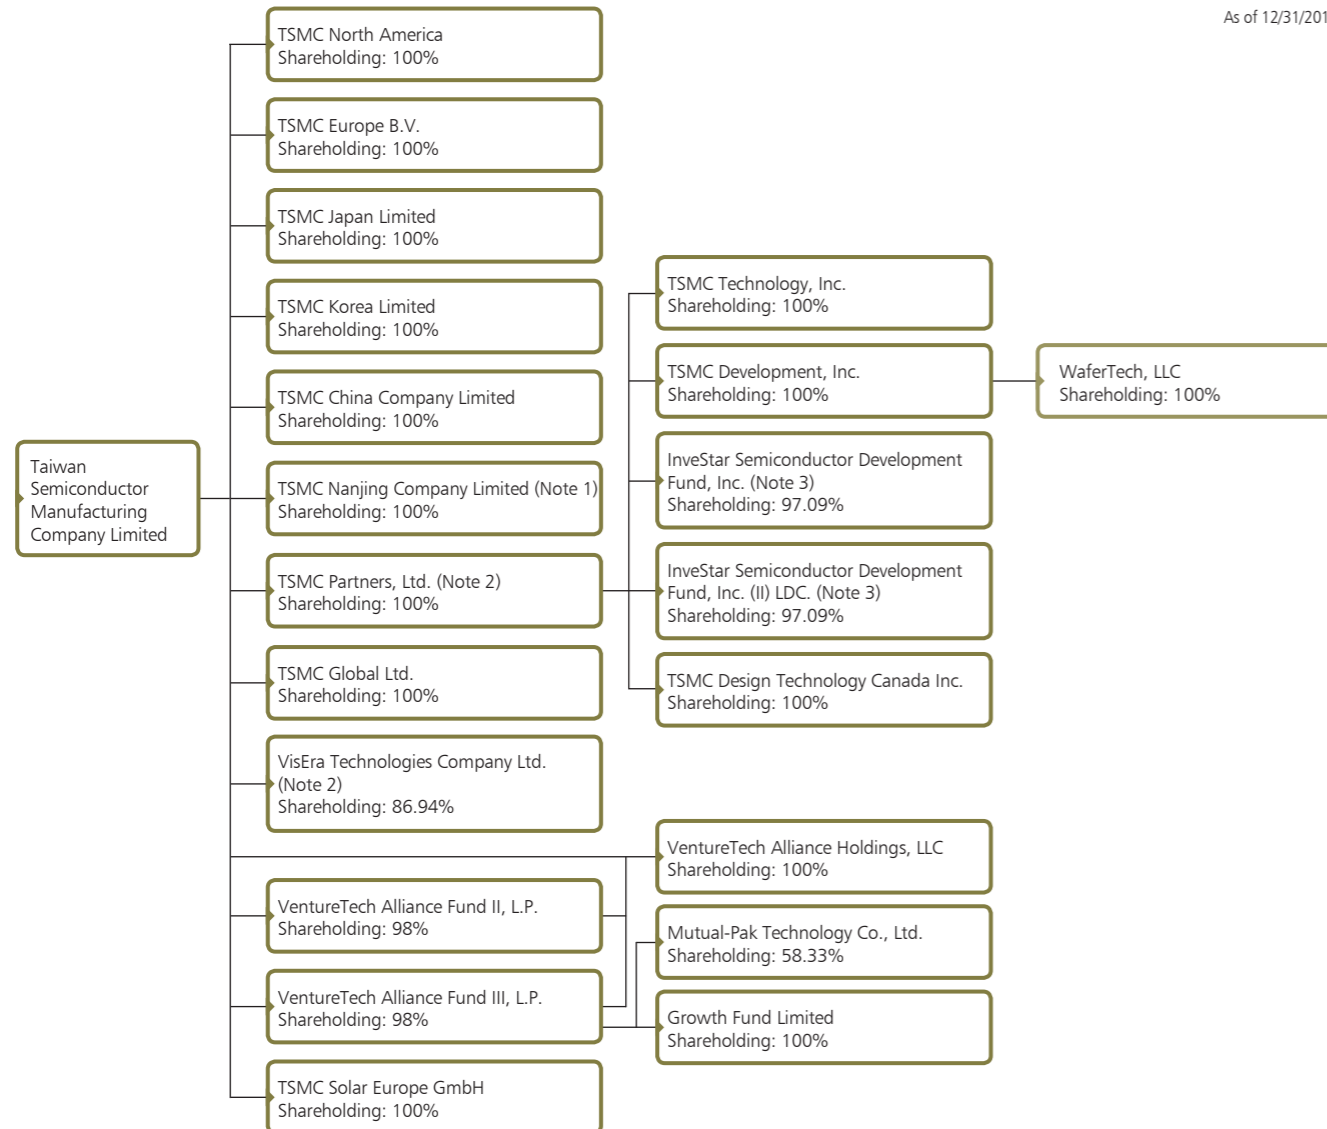 As of 12/31/201
TSMC North America
Shareholding: 100%
TSMC Europe B.V.
Shareholding: 100%
TSMC Japan Limited
Shareholding: 100%
TSMC Korea Limited
Shareholding: 100%
TSMC China Company Limited
Shareholding: 100%
Taiwan
Semiconductor
Manufacturing
Company Limited
TSMC Nanjing Company Limited (Note 1)
Shareholding: 100%
TSMC Partners, Ltd. (Note 2)
Shareholding: 100%
TSMC Global Ltd.
Shareholding: 100%
VisEra Technologies Company Ltd.
(Note 2)
Shareholding: 86.94%
VentureTech Alliance Fund II, L.P.
Shareholding: 98%
VentureTech Alliance Fund III, L.P.
Shareholding: 98%
TSMC Solar Europe GmbH
Shareholding: 100%
TSMC Technology, Inc.
Shareholding: 100%
TSMC Development, Inc.
Shareholding: 100%
InveStar Semiconductor Development
Fund, Inc. (Note 3)
Shareholding: 97.09%
InveStar Semiconductor Development
Fund, Inc. (II) LDC. (Note 3)
Shareholding: 97.09%
TSMC Design Technology Canada Inc.
Shareholding: 100%
VentureTech Alliance Holdings, LLC
Shareholding: 100%
Mutual-Pak Technology Co., Ltd.
Shareholding: 58.33%
Growth Fund Limited
Shareholding: 100%
WaferTech, LLC
Shareholding: 100%